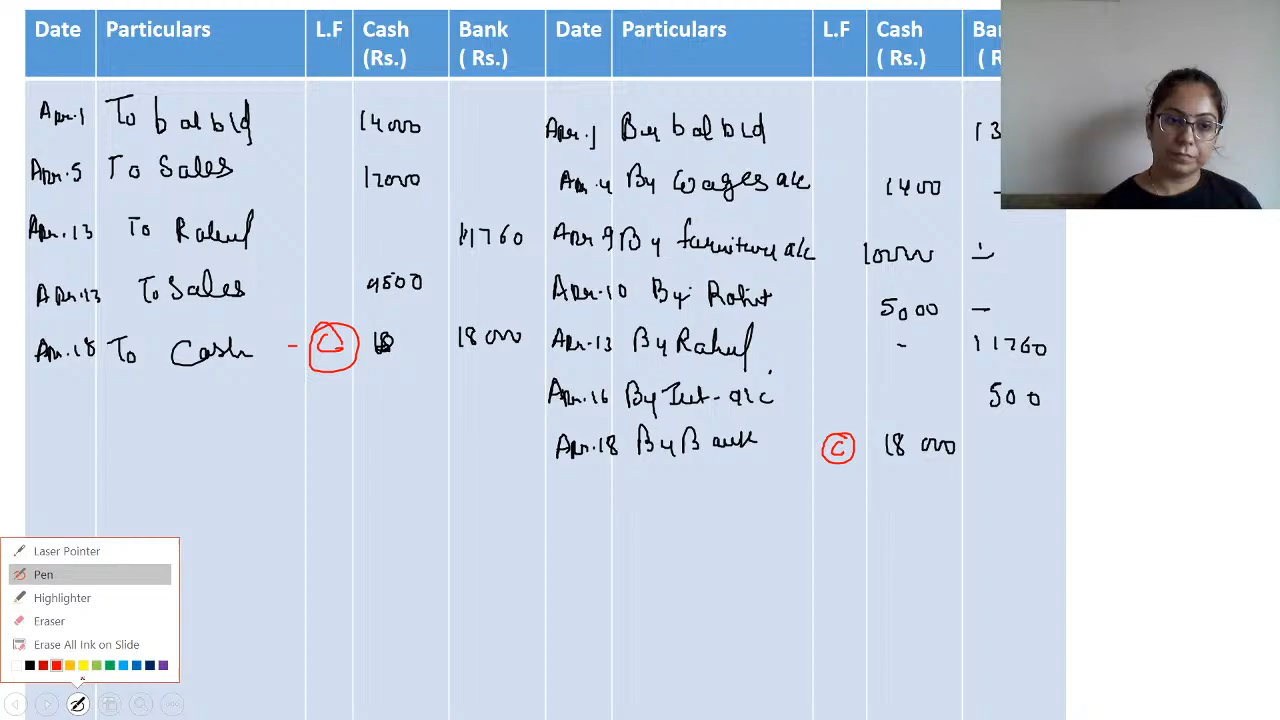 Date Particulars L.F Cash (Rs.) Bank ( Rs.) Date Particulars L.F Cash ( Rs.)
Apr.1 To bal b/d 14000 Apr.1 By bal b/d 13
Apr.5 To Sales 12000 Apr.4 By Wages a/c 1400 -
Apr.13 To Rahul 11760 Apr 9 By furniture a/c 10000 -
Apr.13 To Sales 9500 Apr.10 By Rohit 5000 -
Apr.18 To Cash - C 18000 Apr.13 By Rahul - 11760
Apr.16 By Int-a/c 500
Apr.18 By Bank C 18000
Laser Pointer
Pen
Highlighter
Eraser
Erase All Ink on Slide